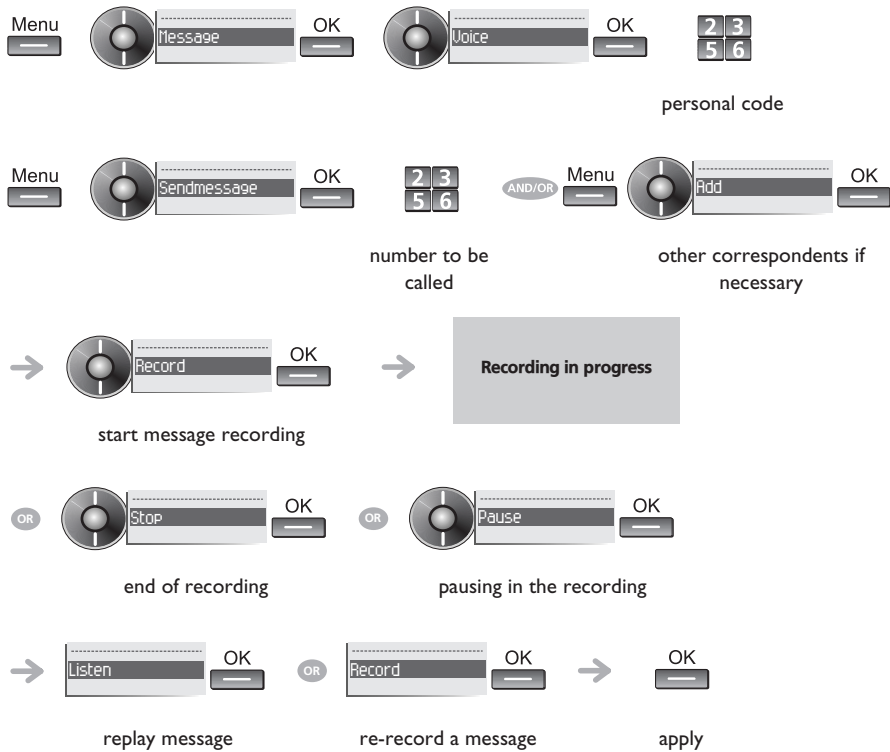 Menu Message OK Voice OK 2 3
5 6
personal code
Menu Sendmessage OK 2 3 AND/OR Menu Add OK
5 6
number to be called
other correspondents if necessary
Record OK Recording in progress
start message recording
OR Stop OK OR Pause OK
end of recording pausing in the recording
Listen OK OR Record OK OK
replay message re-record a message apply